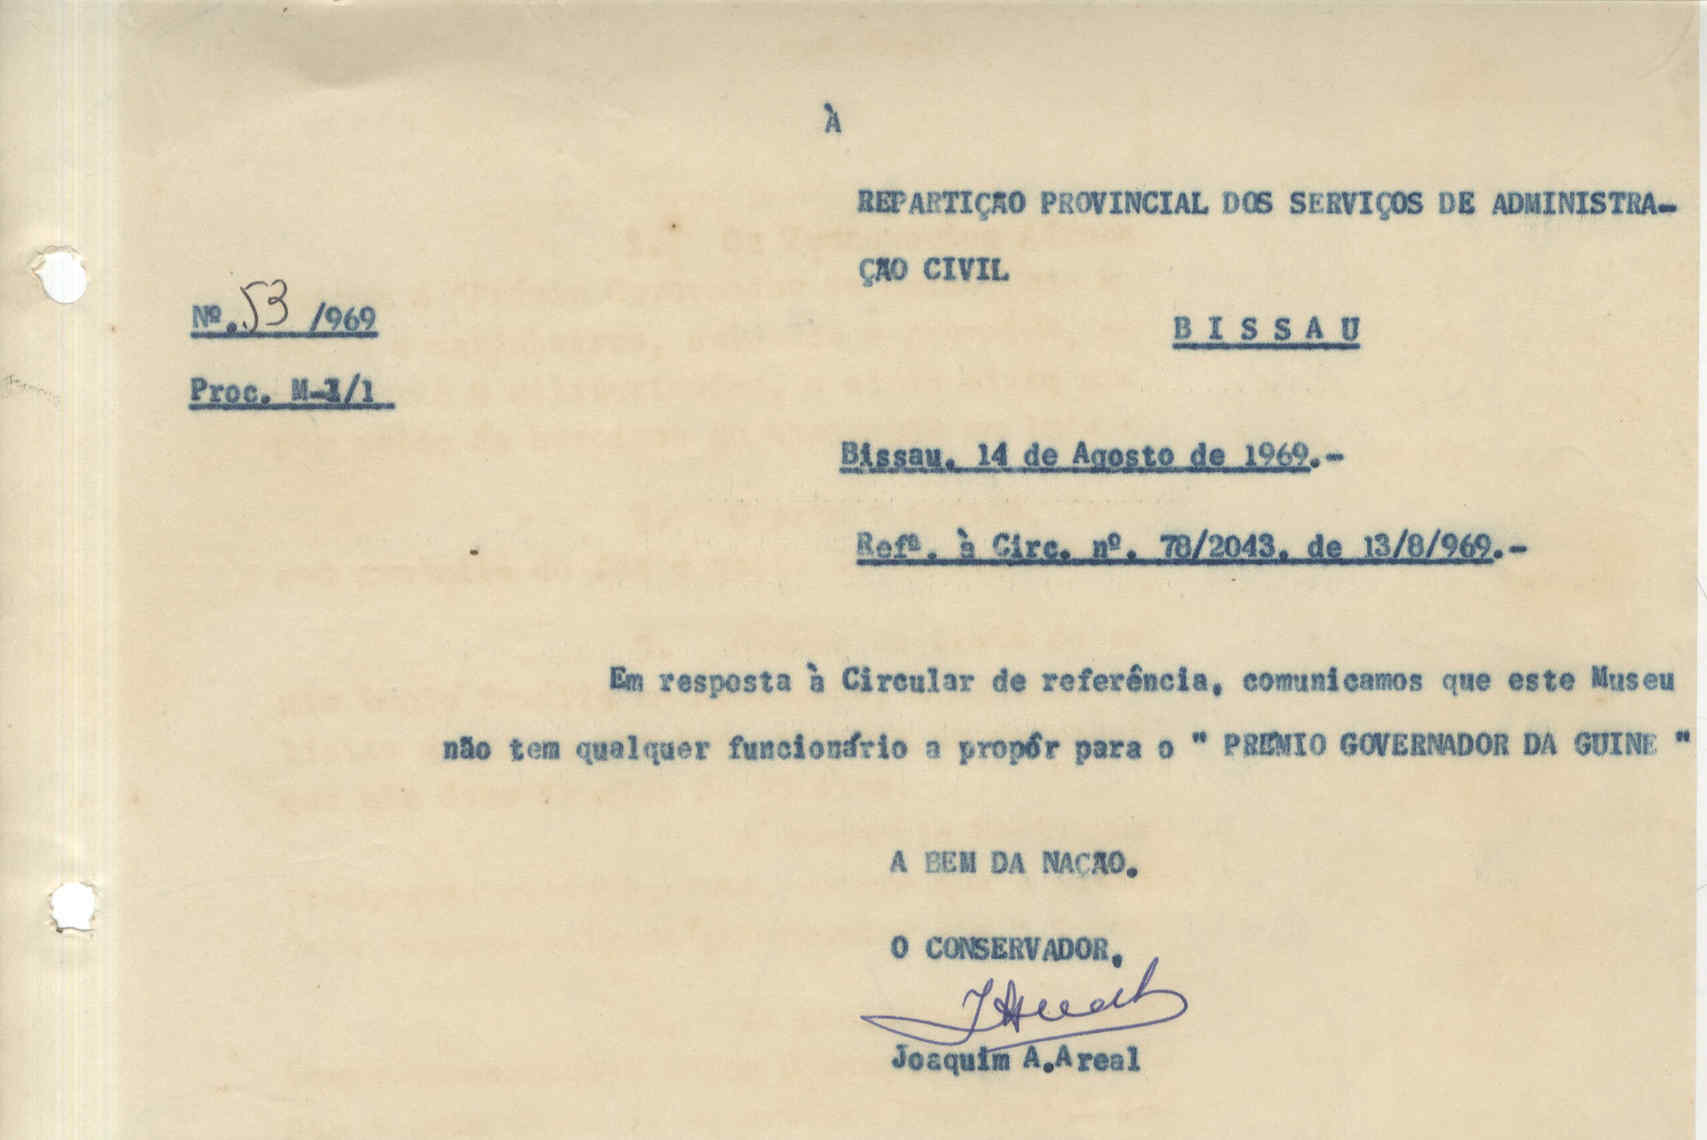 À
REPARTIÇÃO PROVINCIAL DOS SERVIÇOS DE ADMINISTRA-
ÇÃO CIVIL
Nº. 53 /969
BISSAU
Proc. M-1/1
Bissau, 14 de Agosto de 1969.-
Refª. à Circ. nº. 78/2043, de 13/8/969.-
Em resposta à Circular de referência, comunicamos que este Museu
não tem qualquer funcionário a propôr para o " PREMIO GOVERNADOR DA GUINE "
A BEM DA NAÇÃO.
O CONSERVADOR,
Joaquim A.Areal